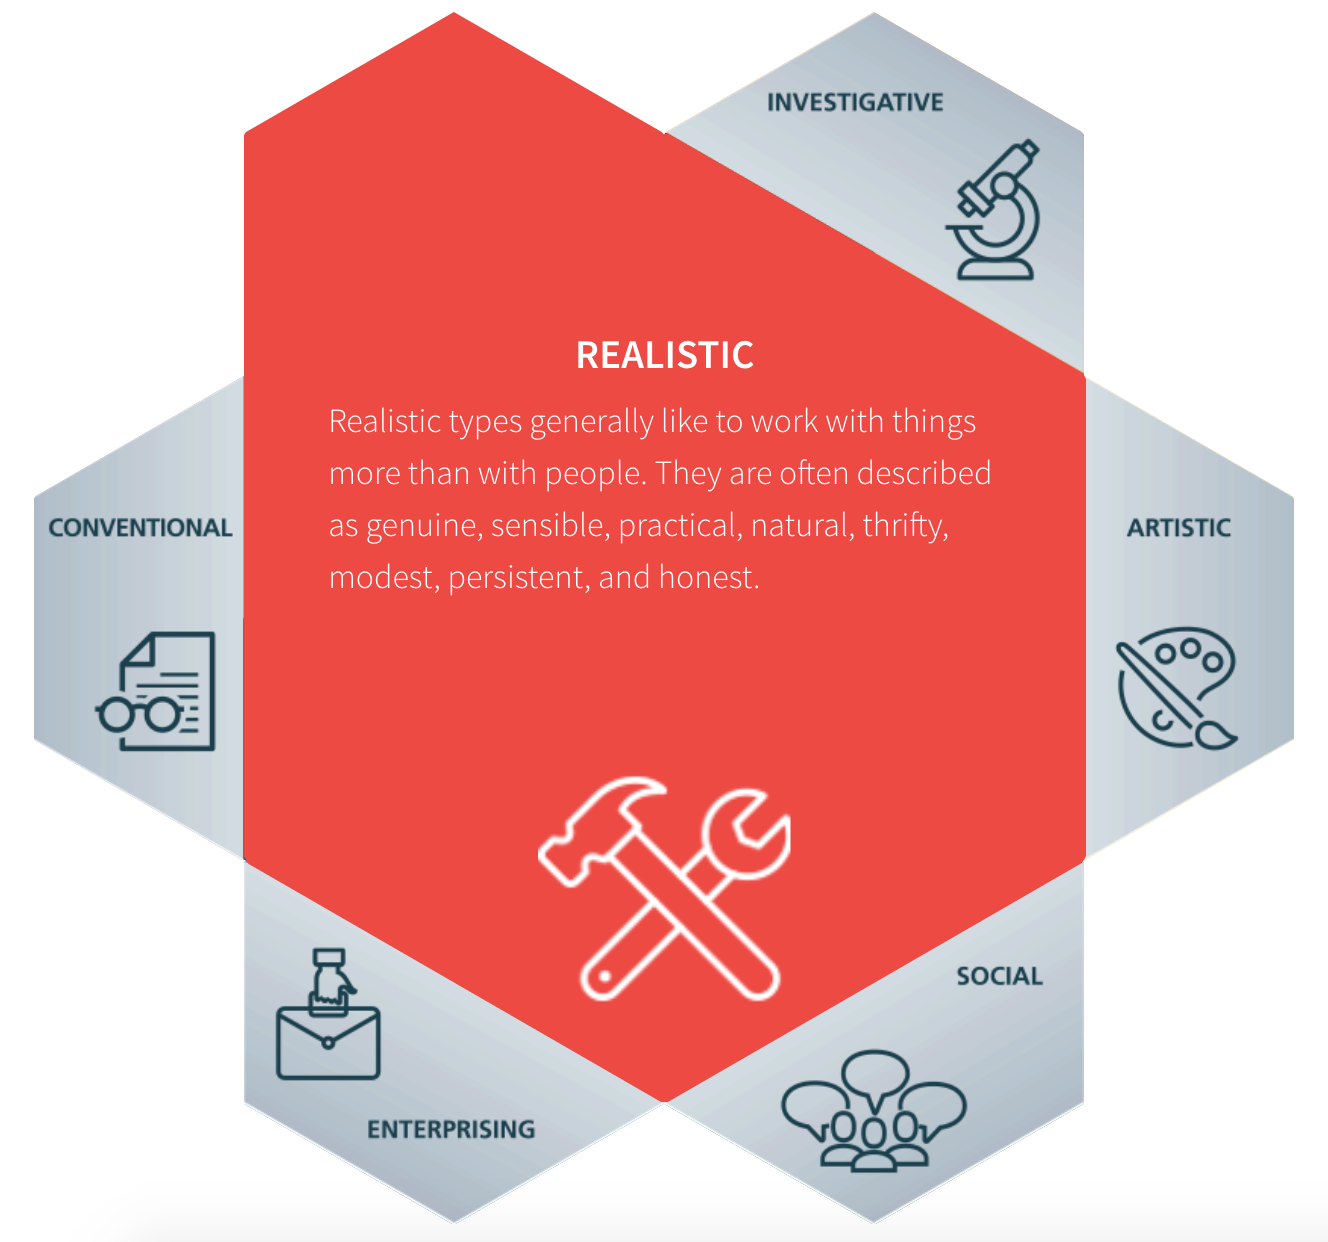 INVESTIGATIVE
REALISTIC
Realistic types generally like to work with things
more than with people. They are often described
as genuine, sensible, practical, natural, thrifty,
modest, persistent, and honest.
CONVENTIONAL
ARTISTIC
SOCIAL
ENTERPRISING